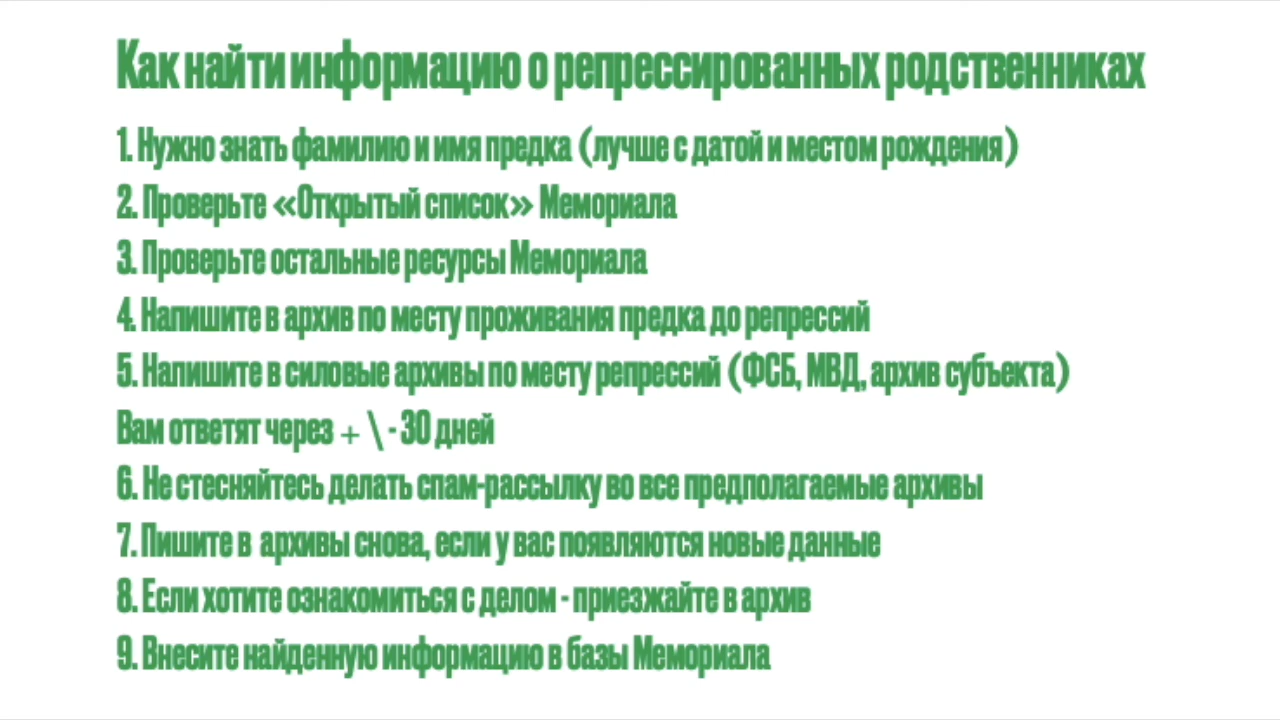 Как найти информацию о репрессированных родственниках
1. Нужно знать фамилию и имя предка (лучше с датой и местом рождения)
2. Проверьте «Открытый список» Мемориала
3. Проверьте остальные ресурсы Мемориала
4. Напишите в архив по месту проживания предка до репрессий
5. Напишите в силовые архивы по месту репрессий (ФСБ, МВД, архив субъекта)
Вам ответят через + \ - 30 дней
6. Не стесняйтесь делать спам-рассылку во все предполагаемые архивы
7. Пишите в архивы снова, если у вас появляются новые данные
8. Если хотите ознакомиться с делом - приезжайте в архив
9. Внесите найденную информацию в базы Мемориала